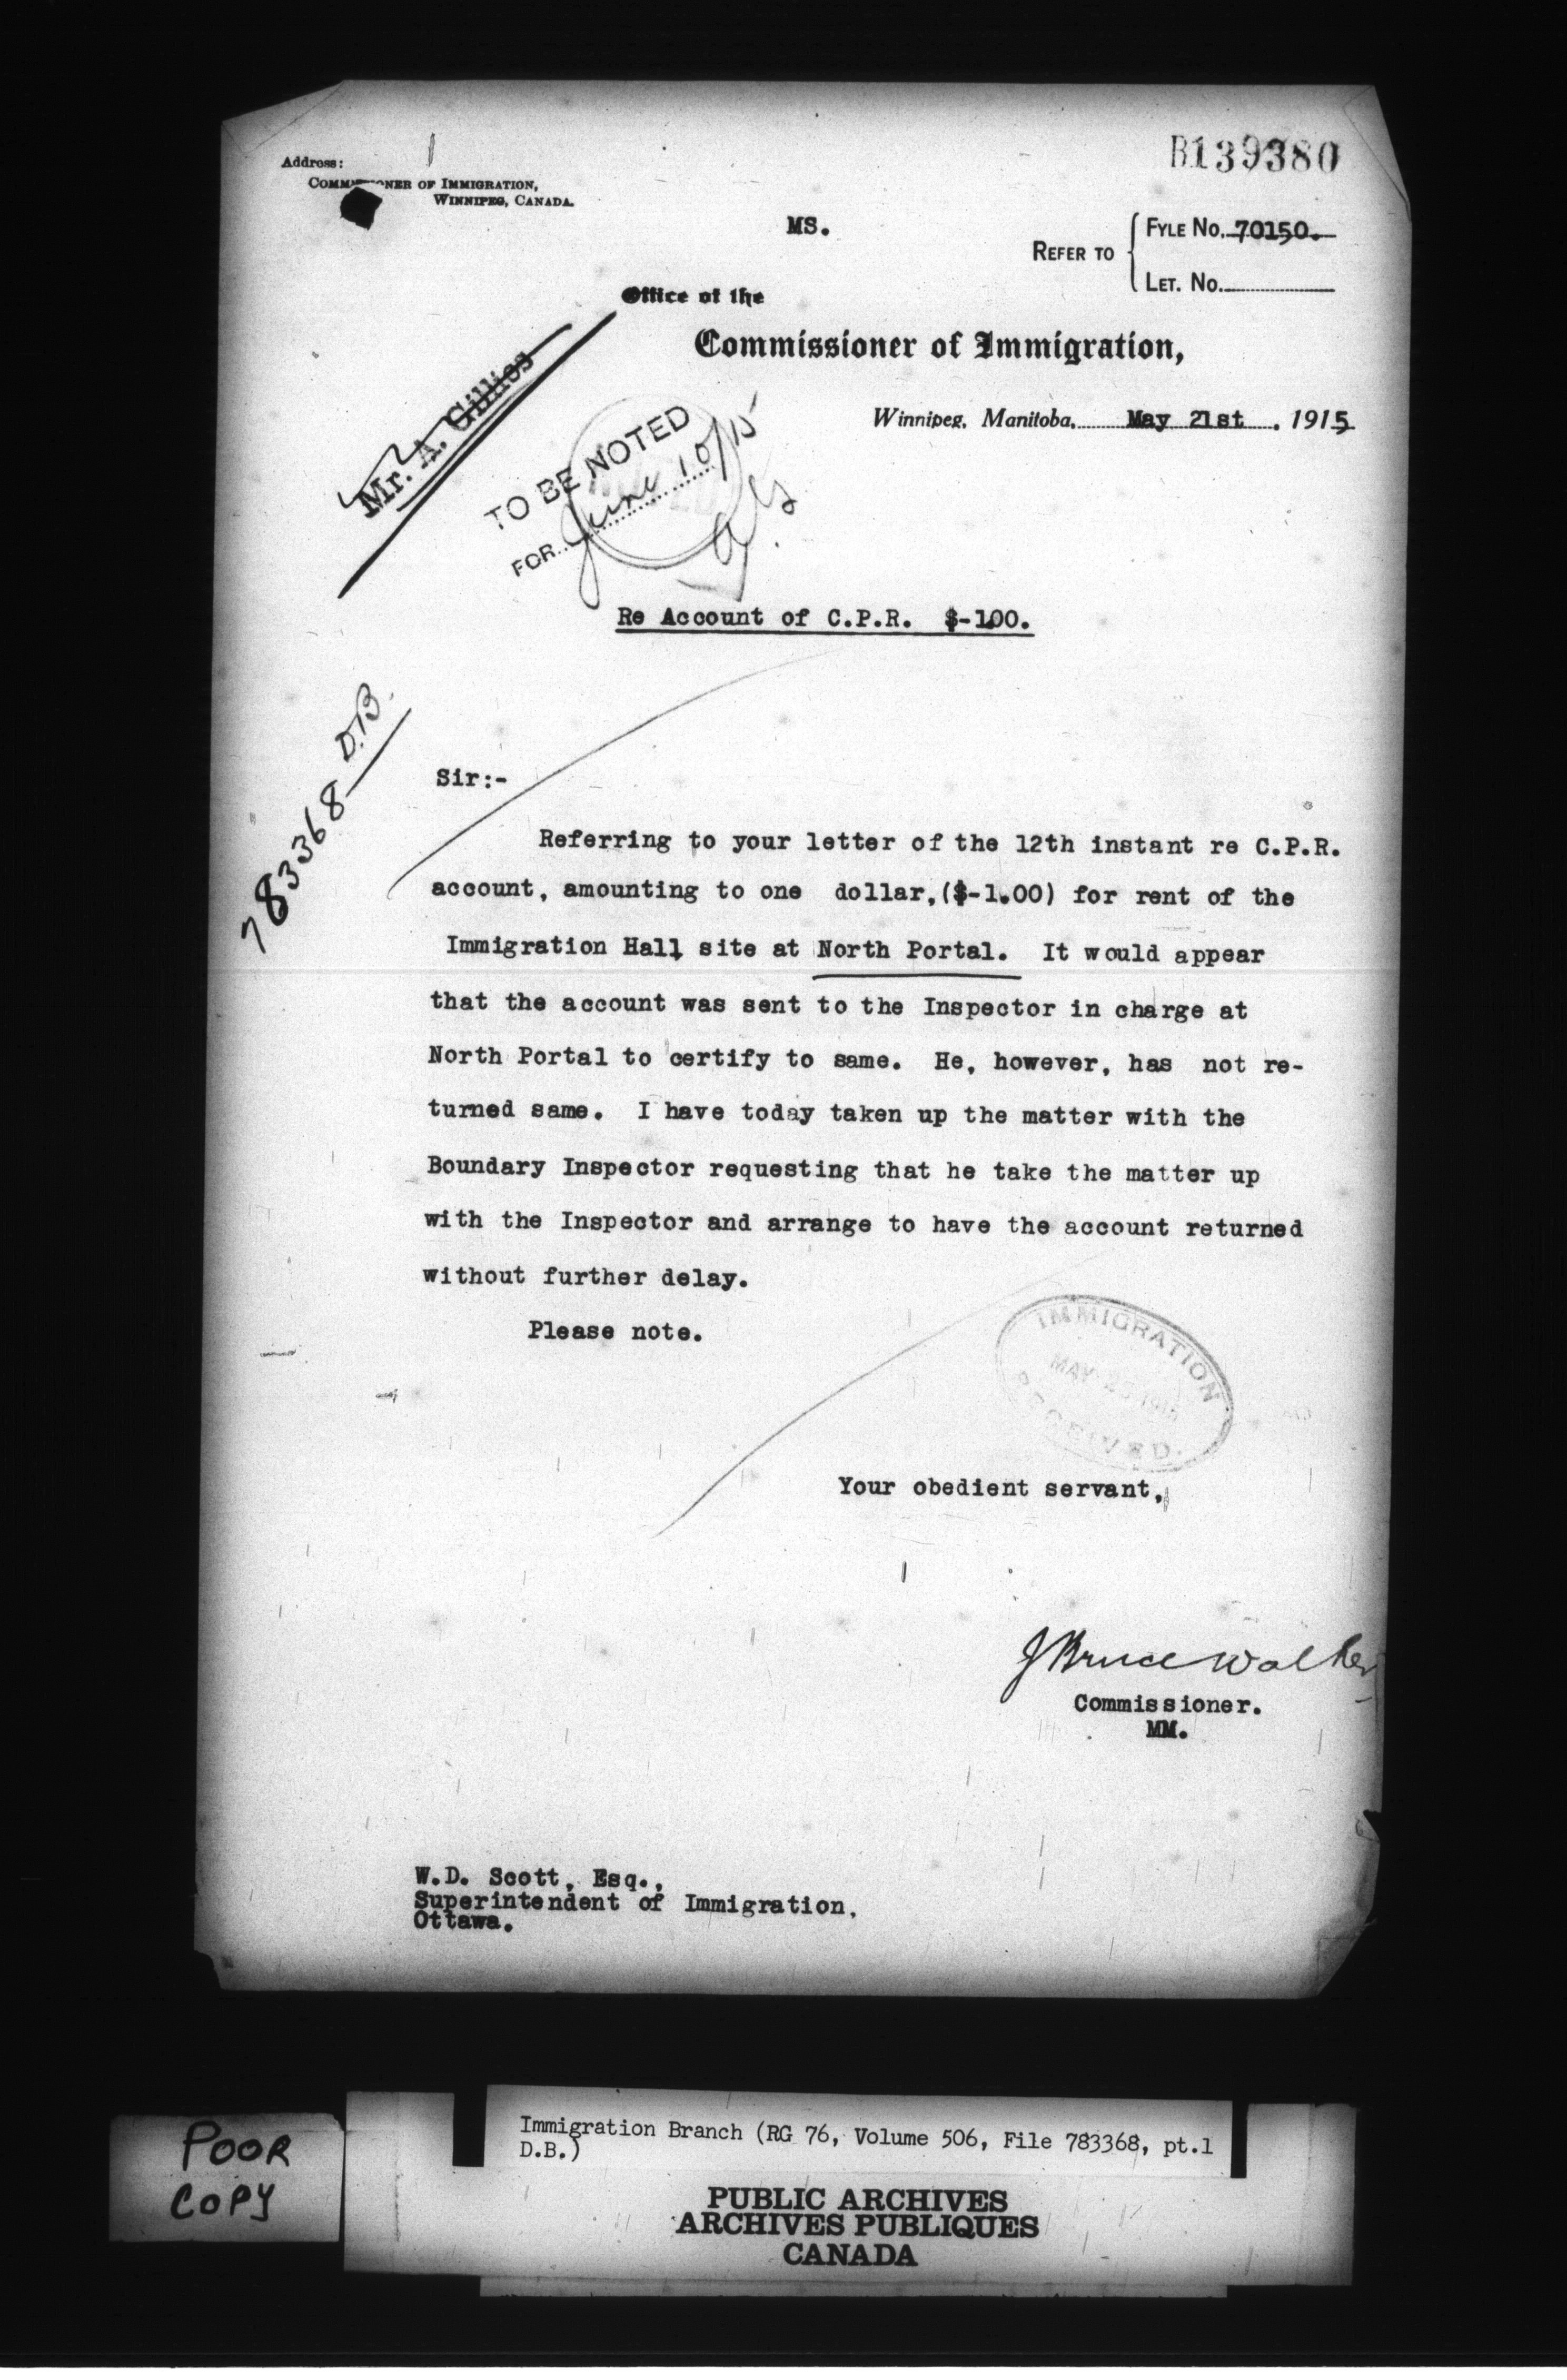 B139380
Address:
COMMISSIONER OF IMMIGRATION,
WINNIPEG, CANADA.
MS.
REFER TO
FYLE No. 70150.
LET. No.
Office of the
Commissioner of Immigration,
Mr. A. Gillies
TO BE NOTED
FOR June 10/15
Winnipeg, Manitoba, May 21st, 1915
Re Account of C.P.R. $-1.00.
783368 D.B.
Sir:-
Referring to your letter of the 12th instant re C.P.R.
account, amounting to one dollar, ($-1.00) for rent of the
Immigration Hall site at North Portal. It would appear
that the account was sent to the Inspector in charge at
North Portal to certify to same. He, however, has not re-
turned same. I have today taken up the matter with the
Boundary Inspector requesting that he take the matter up
with the Inspector and arrange to have the account returned
without further delay.
Please note.
IMMIGRATION
MAY 1915
RECEIVED.
Your obedient servant,
J Bruce Walker
Commissioner.
MM.
W.D. Scott, Esq.,
Superintendent of Immigration,
Ottawa.
POOR
COPY
Immigration Branch (RG 76, Volume 506, File 783368, pt.1
D.B.)
PUBLIC ARCHIVES
ARCHIVES PUBLIQUES
CANADA